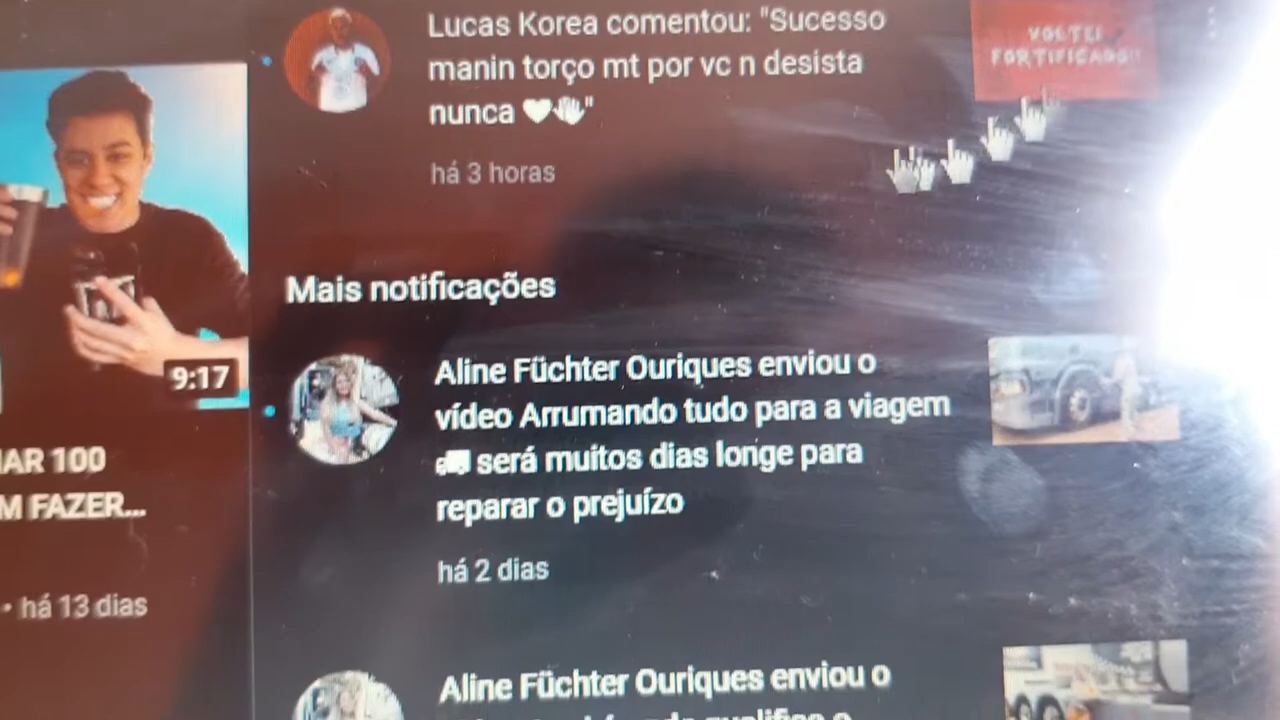 Lucas Korea comentou: "Sucesso
manin torço mt por vc n desista
nunca 🤍👋"
há 3 horas
VOLTEI
FORTIFICADO!!
Mais notificações
9:17
Aline Füchter Ouriques enviou o
vídeo Arrumando tudo para a viagem
🚚 será muitos dias longe para
reparar o prejuízo
há 2 dias
AR 100
M FAZER...
• há 13 dias
Aline Füchter Ouriques enviou o